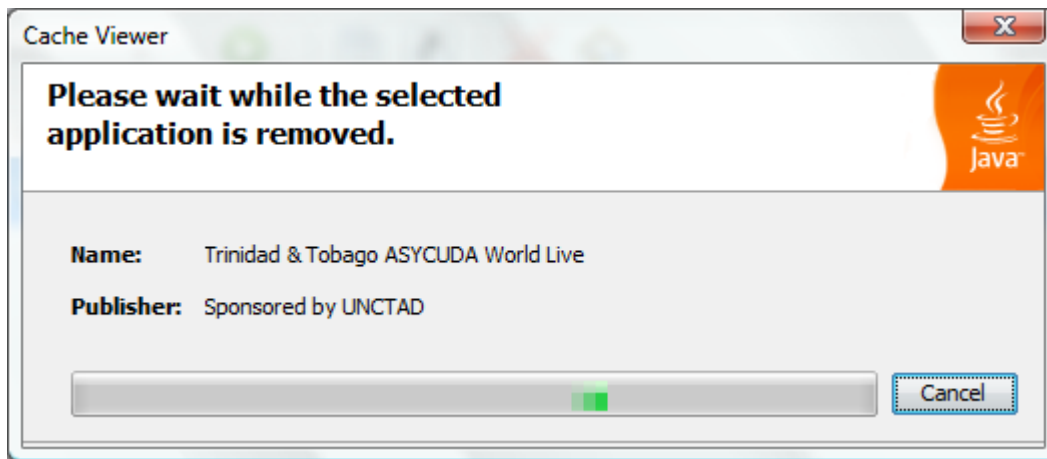 Cache Viewer
Please wait while the selected
application is removed.
Java™
Name: Trinidad & Tobago ASYCUDA World Live
Publisher: Sponsored by UNCTAD
Cancel